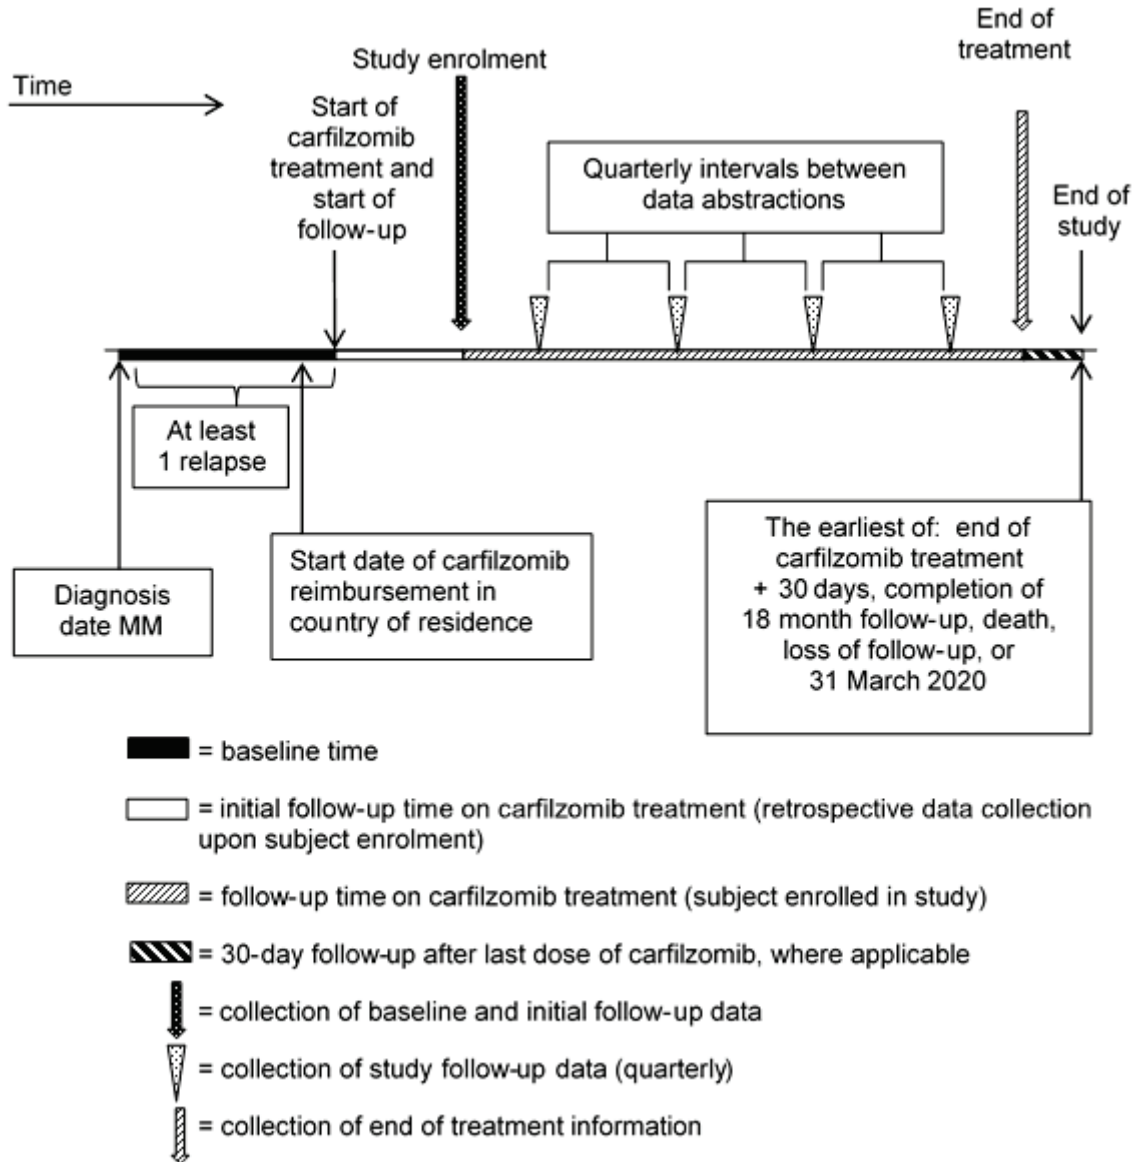 End of
treatment
Study enrolment
Time
Start of
carfilzomib
treatment and
start of
follow-up
Quarterly intervals between
data abstractions
End of
study
At least
1 relapse
Diagnosis
date MM
Start date of carfilzomib
reimbursement in
country of residence
The earliest of: end of
carfilzomib treatment
+ 30 days, completion of
18 month follow-up, death,
loss of follow-up, or
31 March 2020
= baseline time
= initial follow-up time on carfilzomib treatment (retrospective data collection
upon subject enrolment)
= follow-up time on carfilzomib treatment (subject enrolled in study)
= 30-day follow-up after last dose of carfilzomib, where applicable
= collection of baseline and initial follow-up data
= collection of study follow-up data (quarterly)
= collection of end of treatment information